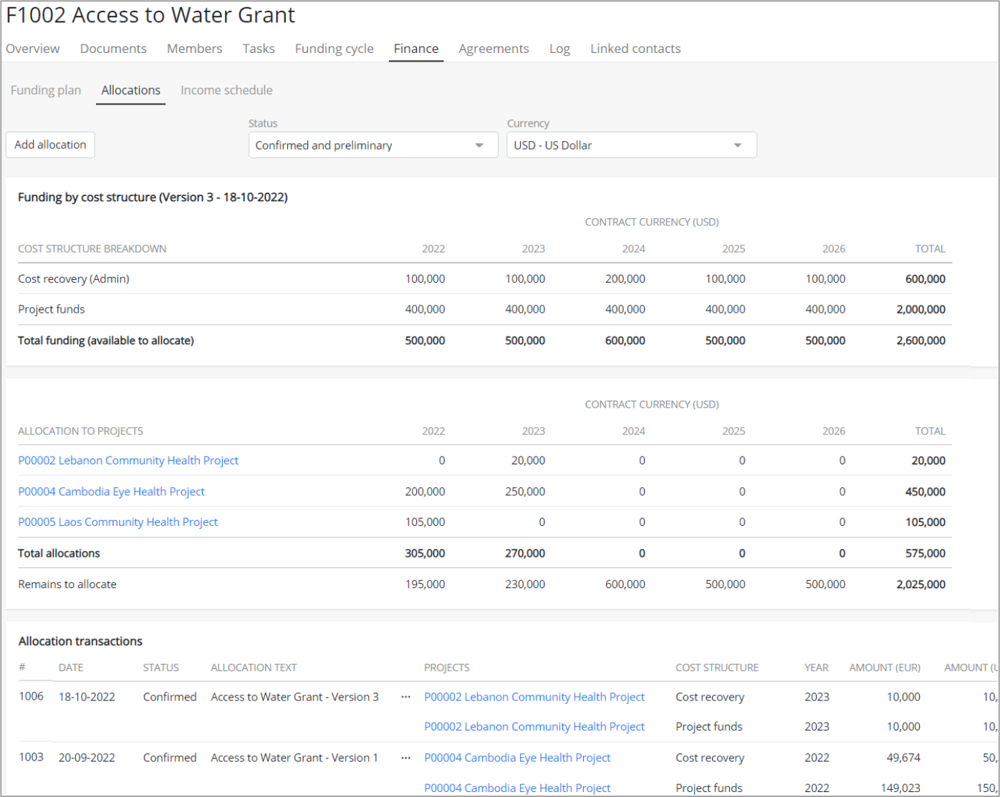 F1002 Access to Water Grant
Overview Documents Members Tasks Funding cycle Finance Agreements Log Linked contacts
Funding plan Allocations Income schedule
Status Currency
Add allocation Confirmed and preliminary USD - US Dollar
Funding by cost structure (Version 3 - 18-10-2022)
CONTRACT CURRENCY (USD)
COST STRUCTURE BREAKDOWN 2022 2023 2024 2025 2026 TOTAL
Cost recovery (Admin) 100,000 100,000 200,000 100,000 100,000 600,000
Project funds 400,000 400,000 400,000 400,000 400,000 2,000,000
Total funding (available to allocate) 500,000 500,000 600,000 500,000 500,000 2,600,000
CONTRACT CURRENCY (USD)
ALLOCATION TO PROJECTS 2022 2023 2024 2025 2026 TOTAL
P00002 Lebanon Community Health Project 0 20,000 0 0 0 20,000
P00004 Cambodia Eye Health Project 200,000 250,000 0 0 0 450,000
P00005 Laos Community Health Project 105,000 0 0 0 0 105,000
Total allocations 305,000 270,000 0 0 0 575,000
Remains to allocate 195,000 230,000 600,000 500,000 500,000 2,025,000
Allocation transactions
# DATE STATUS ALLOCATION TEXT PROJECTS COST STRUCTURE YEAR AMOUNT (EUR) AMOUNT (U
1006 18-10-2022 Confirmed Access to Water Grant - Version 3 ··· P00002 Lebanon Community Health Project Cost recovery 2023 10,000 10,
P00002 Lebanon Community Health Project Project funds 2023 10,000 10,
1003 20-09-2022 Confirmed Access to Water Grant - Version 1 ··· P00004 Cambodia Eye Health Project Cost recovery 2022 49,674 50,
P00004 Cambodia Eye Health Project Project funds 2022 149,023 150,